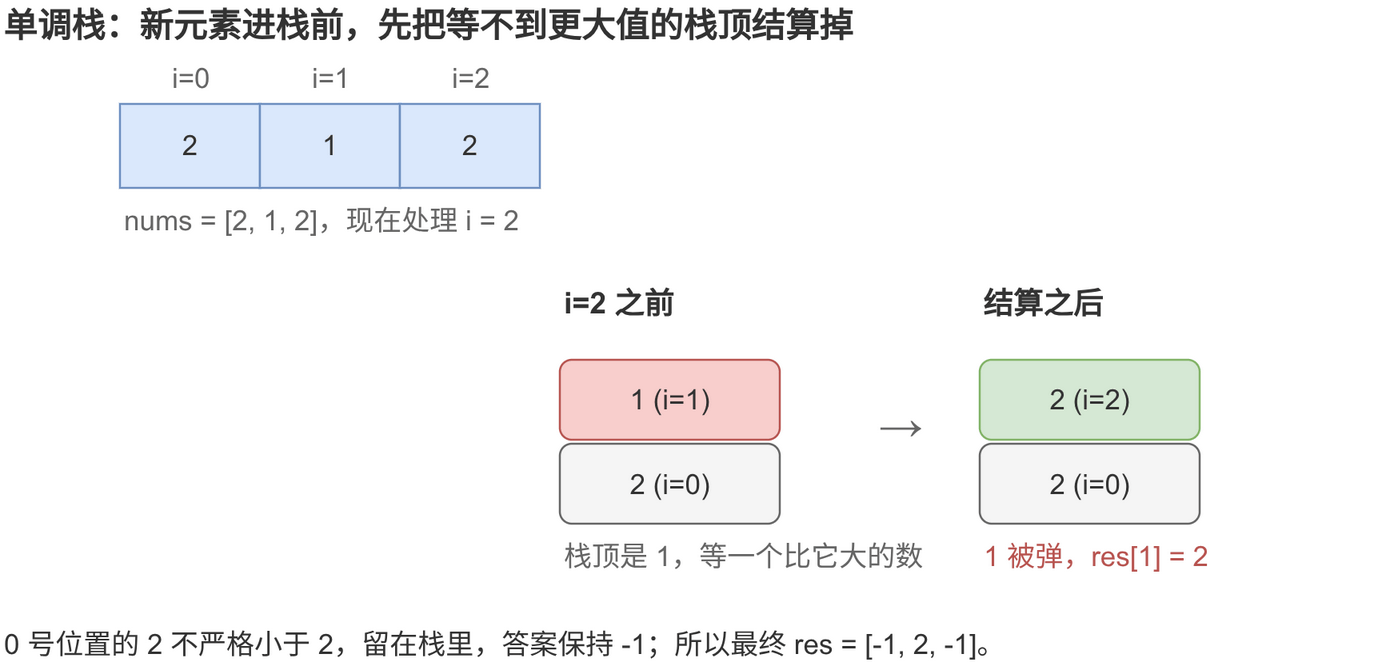 单调栈：新元素进栈前，先把等不到更大值的栈顶结算掉
i=0 i=1 i=2
2 1 2
nums = [2, 1, 2]，现在处理 i = 2
i=2 之前 结算之后
1 (i=1) → 2 (i=2)
2 (i=0) 2 (i=0)
栈顶是 1，等一个比它大的数 1 被弹，res[1] = 2
0 号位置的 2 不严格小于 2，留在栈里，答案保持 -1；所以最终 res = [-1, 2, -1]。